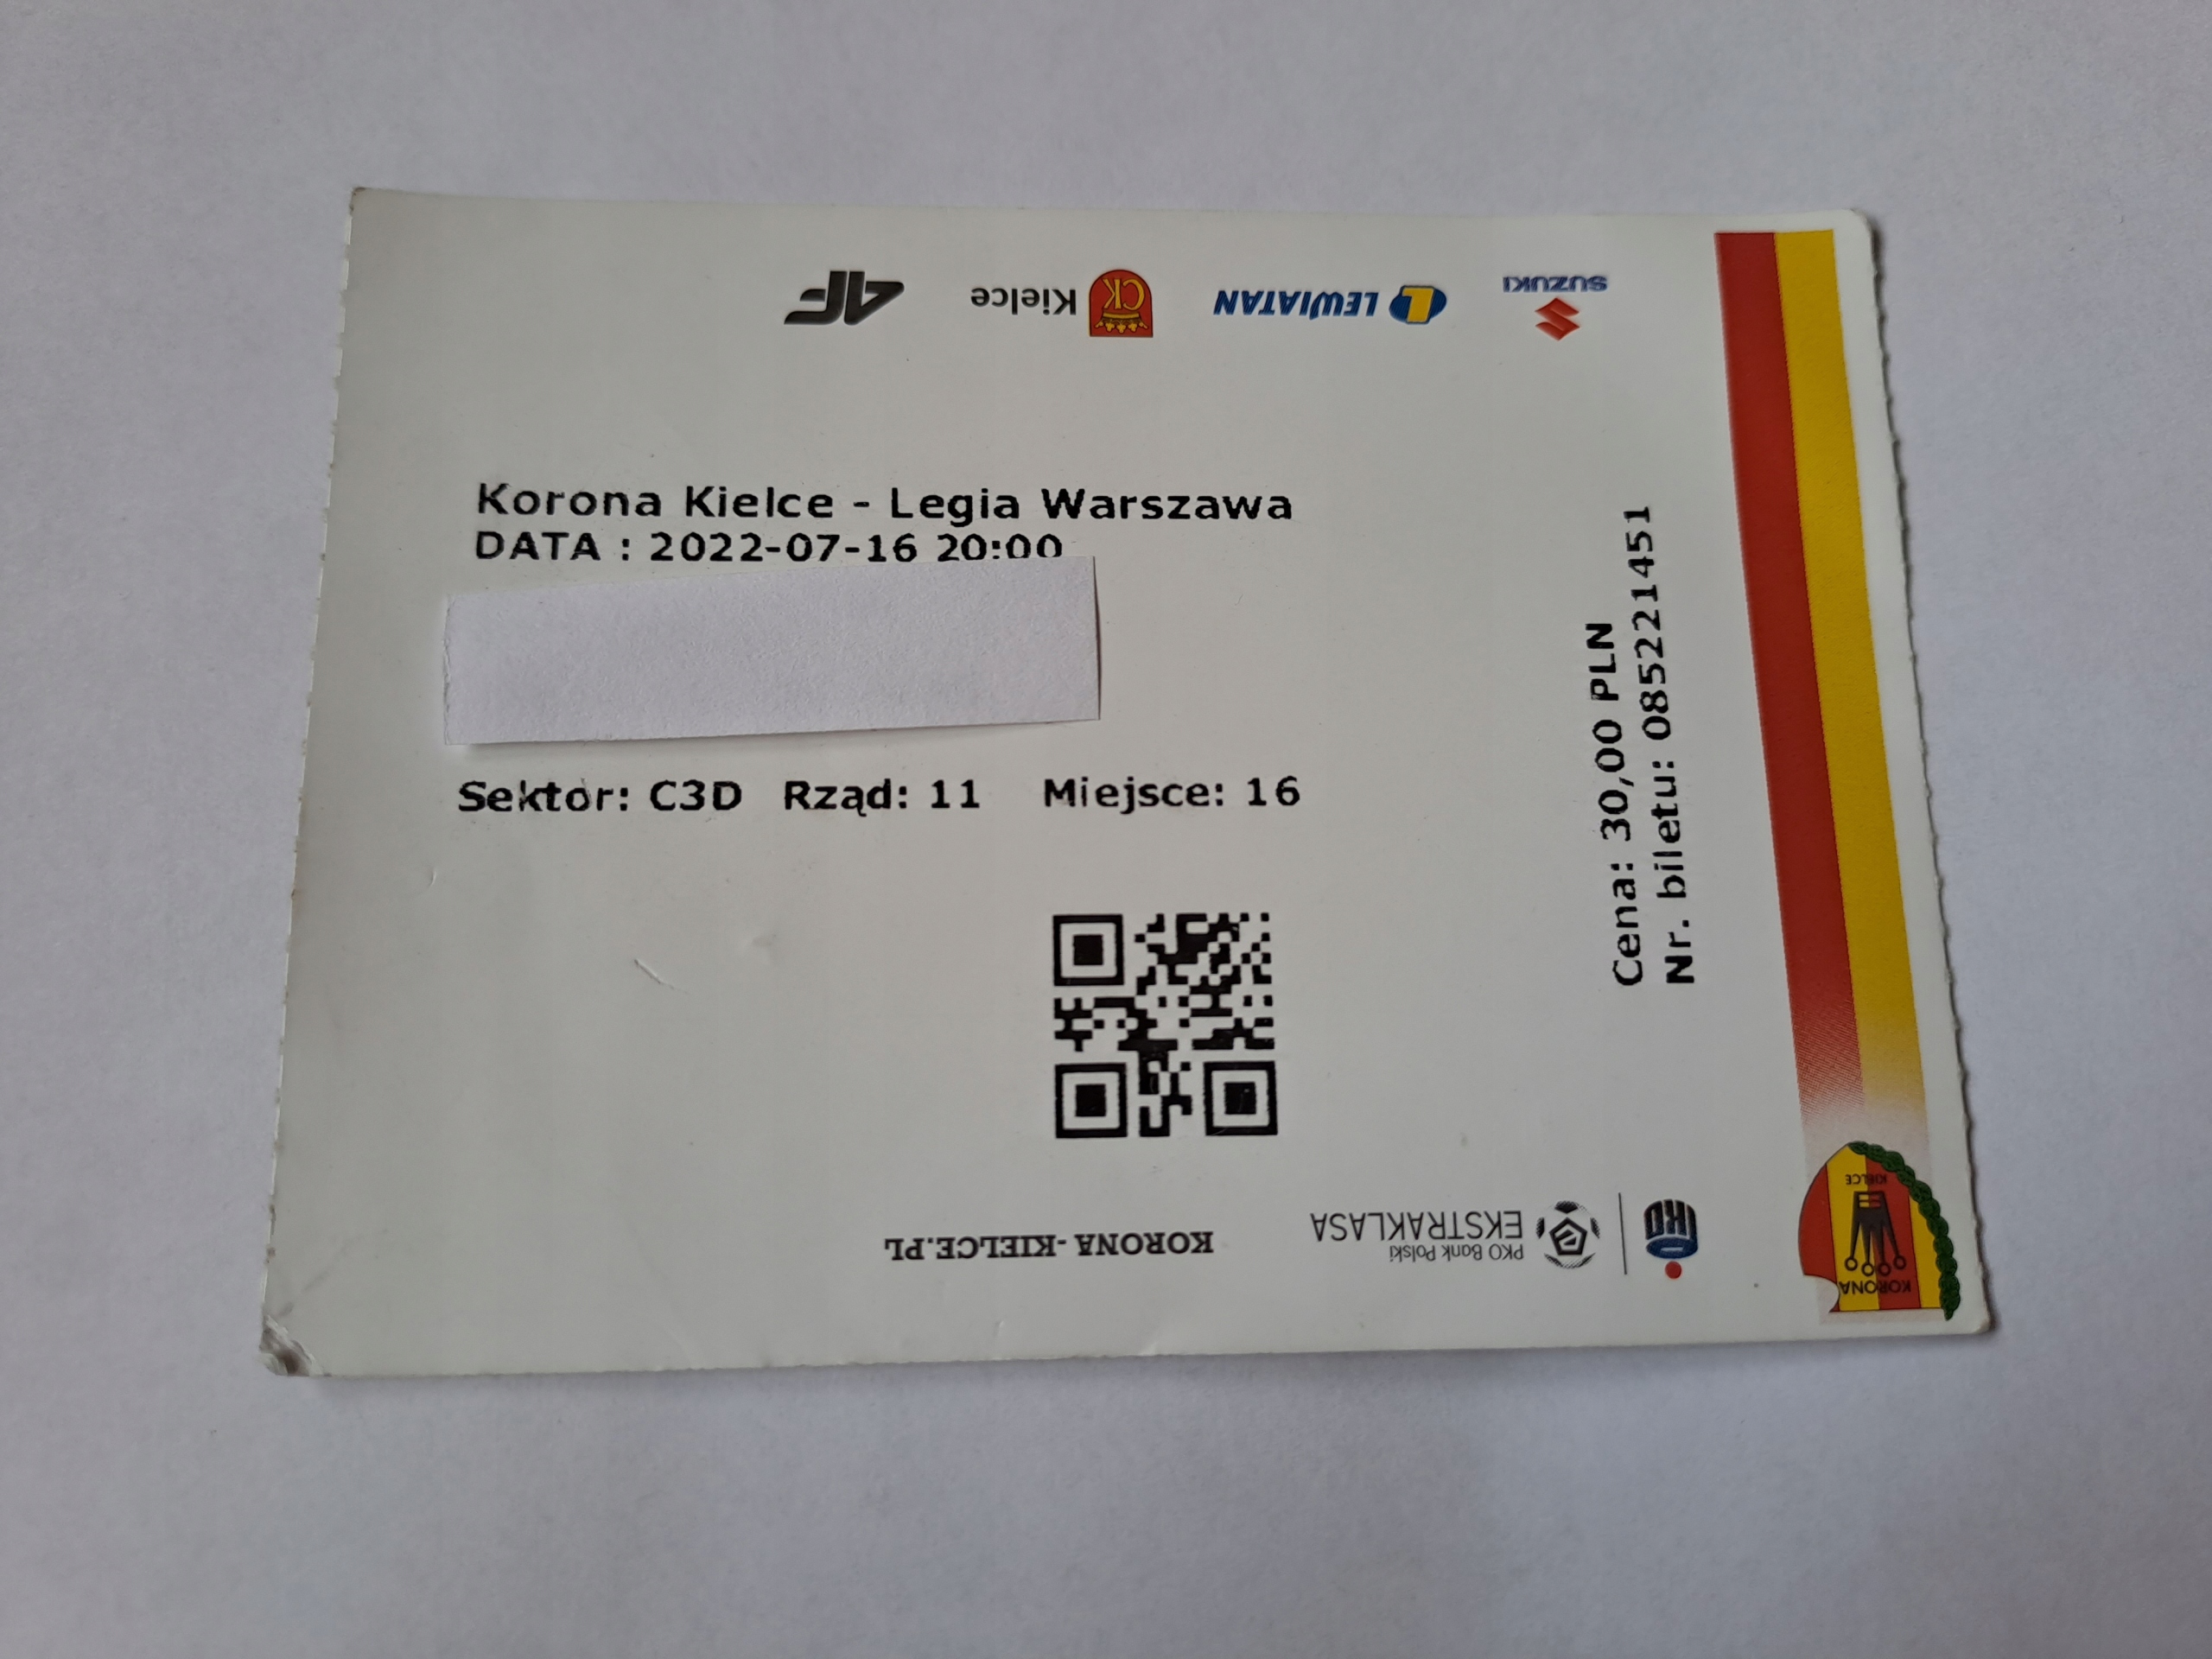 SUZUKI
LEWIATAN
CK Kielce
4F
Korona Kielce - Legia Warszawa
DATA : 2022-07-16 20:00
Sektor: C3D Rząd: 11 Miejsce: 16
Cena: 30,00 PLN
Nr. biletu: 0852221451
KORONA
KIELCE
PKO Bank Polski
EKSTRAKLASA
KORONA-KIELCE.PL